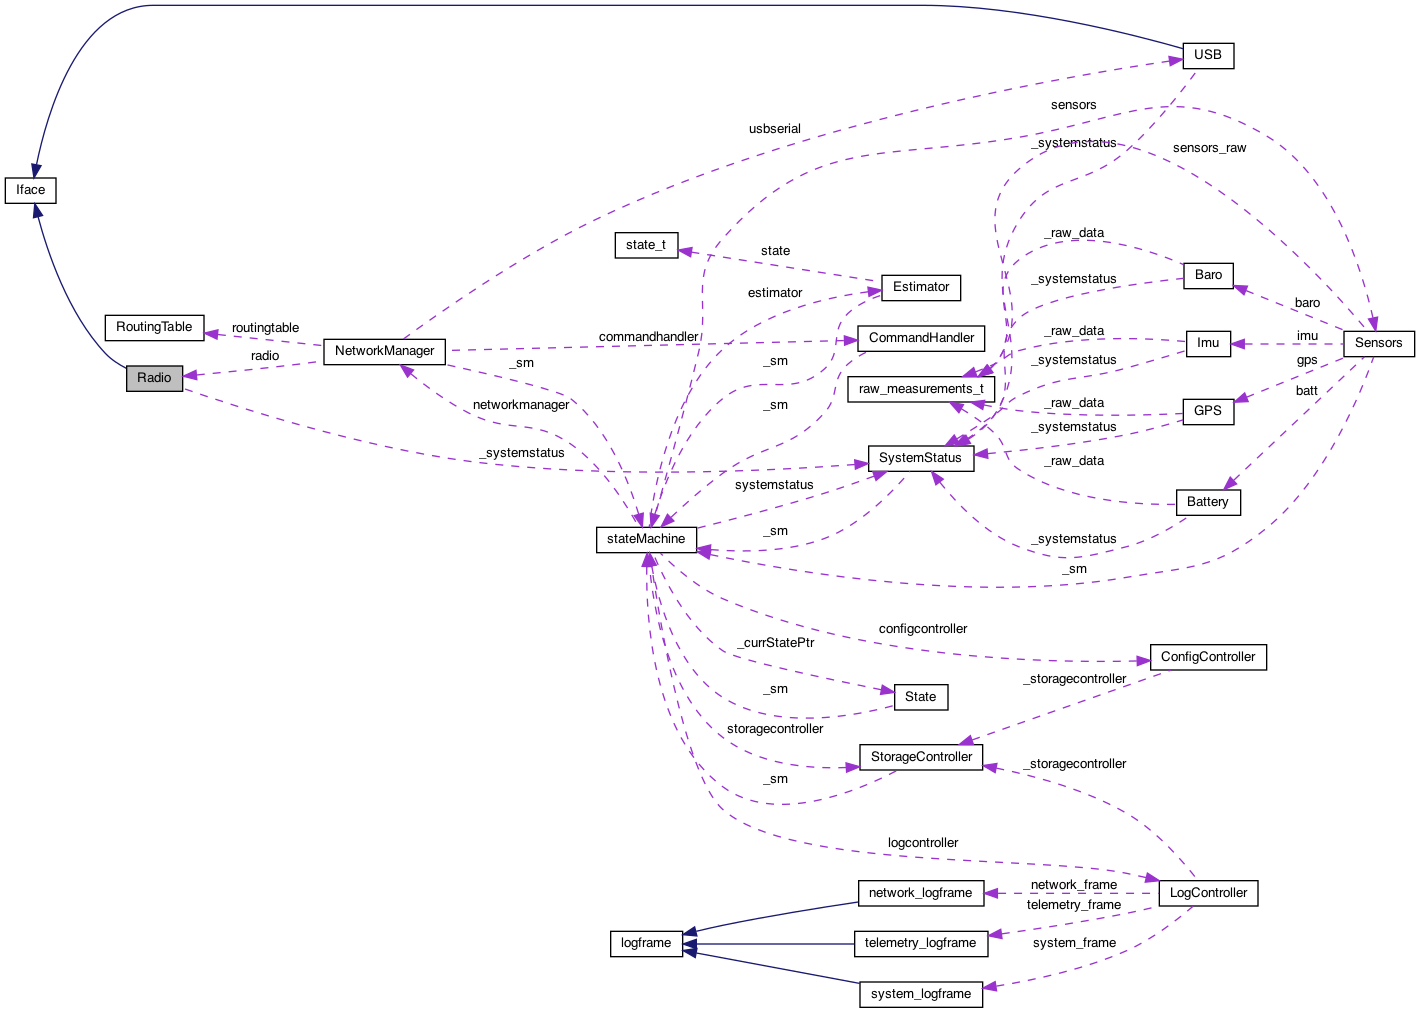 USB
sensors
usbserial
_systemstatus
sensors_raw
Iface
_raw_data
state_t
state
Baro
_systemstatus
Estimator
estimator
baro
RoutingTable
routingtable
commandhandler
CommandHandler
_raw_data
imu
Imu
Sensors
NetworkManager
radio
_sm
_sm
_systemstatus
gps
Radio
raw_measurements_t
batt
networkmanager
_sm
_raw_data
GPS
_systemstatus
_systemstatus
SystemStatus
_raw_data
systemstatus
Battery
_sm
stateMachine
_systemstatus
_sm
configcontroller
_currStatePtr
ConfigController
_storagecontroller
_sm
State
storagecontroller
StorageController
_storagecontroller
_sm
logcontroller
network_logframe
network_frame
LogController
telemetry_frame
logframe
telemetry_logframe
system_frame
system_logframe